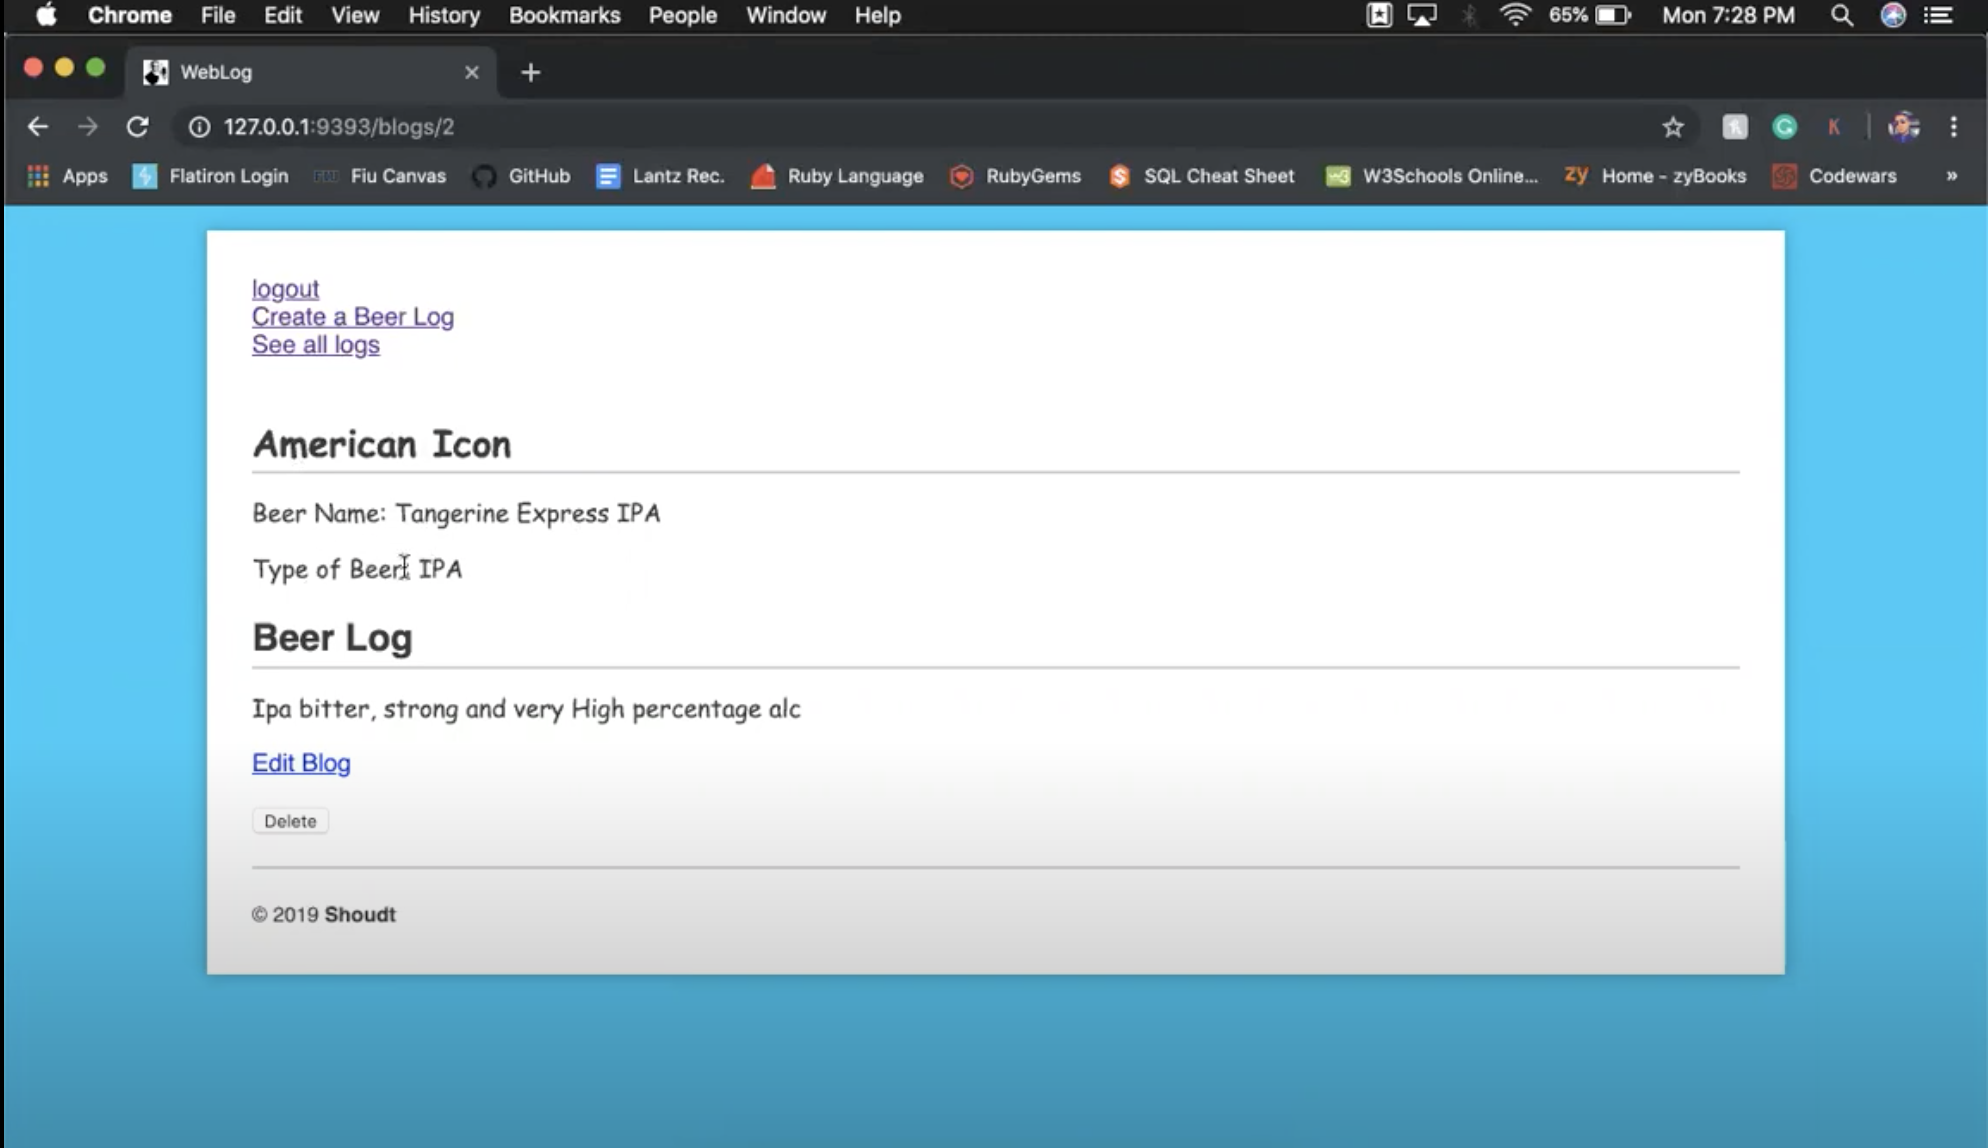 Chrome File Edit View History Bookmarks People Window Help 65% Mon 7:28 PM
WebLog
127.0.0.1:9393/blogs/2
Apps Flatiron Login FIU Fiu Canvas GitHub Lantz Rec. Ruby Language RubyGems SQL Cheat Sheet W3Schools Online... zy Home - zyBooks Codewars »
logout
Create a Beer Log
See all logs
American Icon
Beer Name: Tangerine Express IPA
Type of Beer: IPA
Beer Log
Ipa bitter, strong and very High percentage alc
Edit Blog
Delete
© 2019 Shoudt